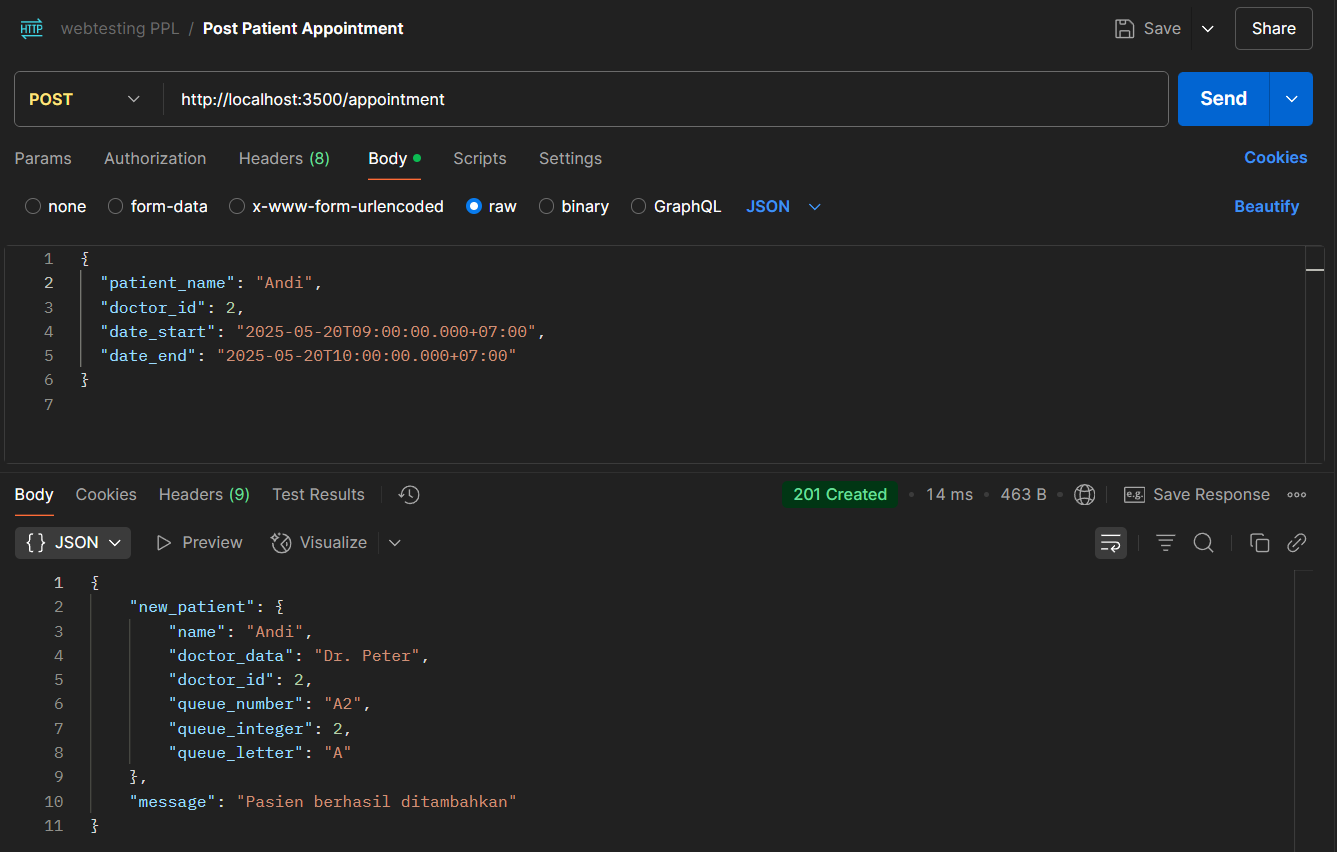 HTTP webtesting PPL / Post Patient Appointment Save Share
POST http://localhost:3500/appointment Send
Params Authorization Headers (8) Body Scripts Settings Cookies
none form-data x-www-form-urlencoded raw binary GraphQL JSON Beautify
1 {
2 "patient_name": "Andi",
3 "doctor_id": 2,
4 "date_start": "2025-05-20T09:00:00.000+07:00",
5 "date_end": "2025-05-20T10:00:00.000+07:00"
6 }
7
Body Cookies Headers (9) Test Results 201 Created • 14 ms • 463 B • e.g. Save Response
{} JSON Preview Visualize
1 {
2 "new_patient": {
3 "name": "Andi",
4 "doctor_data": "Dr. Peter",
5 "doctor_id": 2,
6 "queue_number": "A2",
7 "queue_integer": 2,
8 "queue_letter": "A"
9 },
10 "message": "Pasien berhasil ditambahkan"
11 }